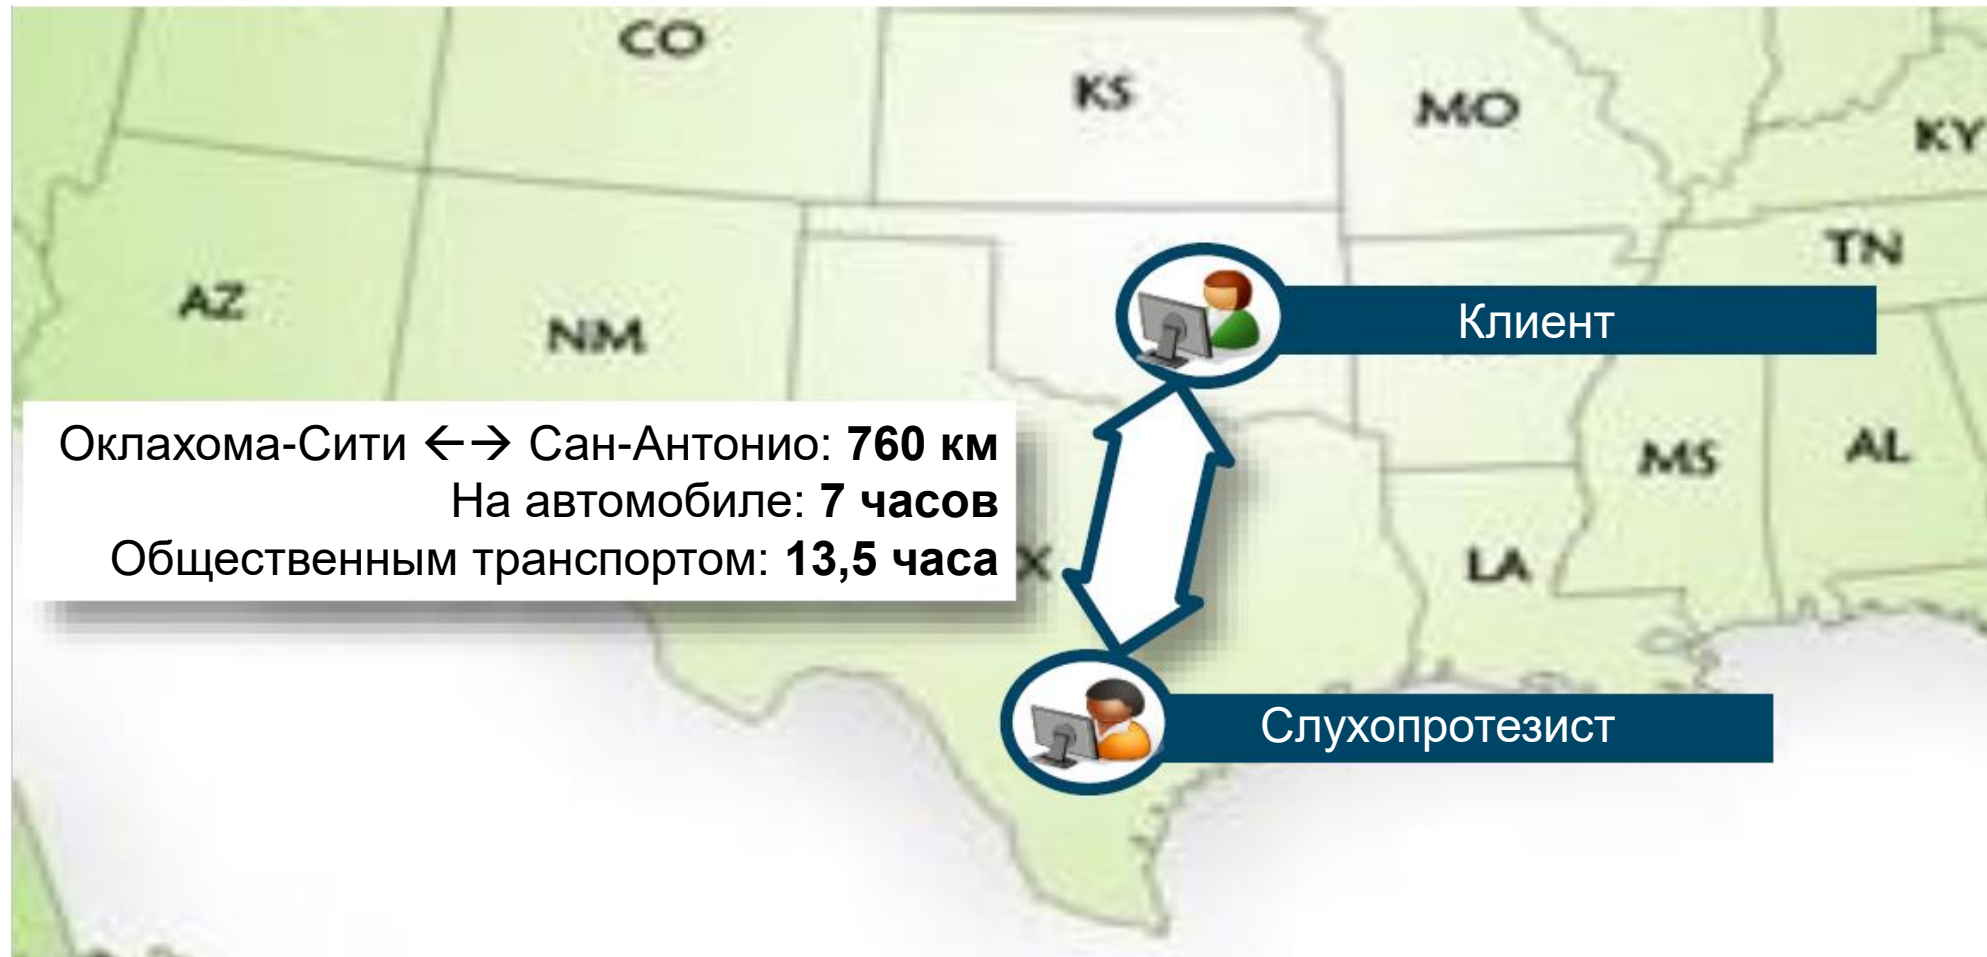 CO
KS
MO
KY
TN
AZ
NM
Клиент
Оклахома-Сити ←→ Сан-Антонио: 760 км
На автомобиле: 7 часов
Общественным транспортом: 13,5 часа
X
MS
AL
LA
Слухопротезист